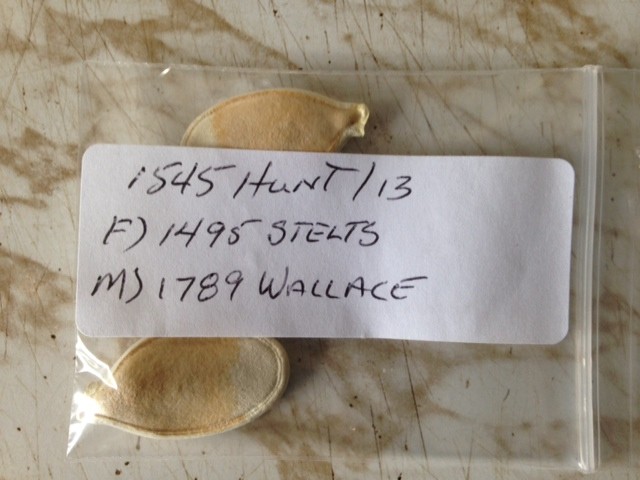 1545 HUNT/13
F) 1495 STELTS
M) 1789 WALLACE